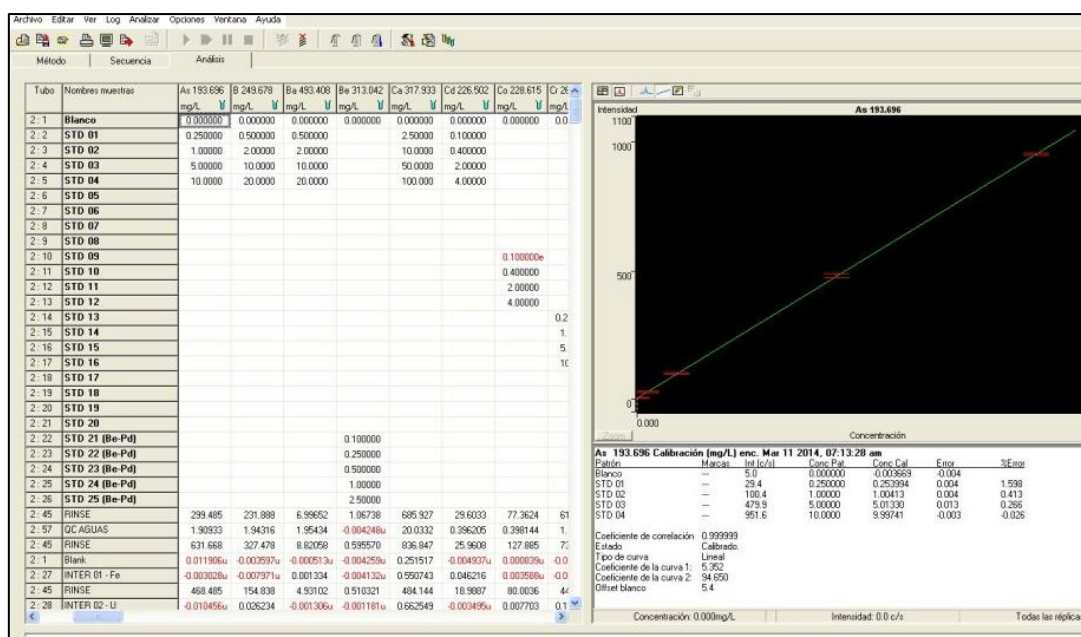 Archivo Editar Ver Log Analizar Opciones Ventana Ayuda
Método Secuencia Análisis
Tubo Nombres muestras As 193.696 B 249.678 Ba 493.408 Be 313.042 Ca 317.933 Cd 226.502 Co 228.615 Cr 26
mg/L mg/L mg/L mg/L mg/L mg/L mg/L mg/L
2:1 Blanco 0.000000 0.000000 0.000000 0.000000 0.000000 0.000000 0.000000 0.0
2:2 STD 01 0.250000 0.500000 0.500000 2.50000 0.100000
2:3 STD 02 1.00000 2.00000 2.00000 10.0000 0.400000
2:4 STD 03 5.00000 10.0000 10.0000 50.0000 2.00000
2:5 STD 04 10.0000 20.0000 20.0000 100.000 4.00000
2:6 STD 05
2:7 STD 06
2:8 STD 07
2:9 STD 08
2:10 STD 09 0.100000e
2:11 STD 10 0.400000
2:12 STD 11 2.00000
2:13 STD 12 4.00000
2:14 STD 13 0.2
2:15 STD 14 1.
2:16 STD 15 5.
2:17 STD 16 10
2:18 STD 17
2:19 STD 18
2:20 STD 19
2:21 STD 20
2:22 STD 21 (Be-Pd) 0.100000
2:23 STD 22 (Be-Pd) 0.250000
2:24 STD 23 (Be-Pd) 0.500000
2:25 STD 24 (Be-Pd) 1.00000
2:26 STD 25 (Be-Pd) 2.50000
2:45 RINSE 299.485 231.888 6.99652 1.06738 685.927 29.6033 77.3624 61
2:57 QC AGUAS 1.90933 1.94316 1.95434 -0.004248u 20.0332 0.396205 0.398144 1.
2:45 RINSE 631.668 327.478 8.82058 0.595570 836.847 25.9608 127.885 73
2:1 Blank 0.011906u -0.003597u -0.000513u -0.004259u 0.251517 -0.004937u 0.000839u -0.0
2:27 INTER 01 - Fe -0.003028u -0.007971u 0.001334 -0.004132u 0.550743 0.046216 0.003588u -0.0
2:45 RINSE 468.485 154.838 4.93102 0.510321 484.144 18.9887 80.0036 44
2:28 INTER 02 - U -0.010456u 0.026234 -0.001306u -0.001181u 0.662549 -0.003495u 0.007703 0.1
Intensidad As 193.696
1100
1000
500
0
0.000
Zoom Concentración
As 193.696 Calibración (mg/L) enc. Mar 11 2014, 07:13:28 am
Patrón Marcas Int (c/s) Conc Pat. Conc Cal Error %Error
Blanco --- 5.0 0.000000 -0.003669 -0.004
STD 01 --- 29.4 0.250000 0.253994 0.004 1.598
STD 02 --- 100.4 1.00000 1.00413 0.004 0.413
STD 03 --- 479.9 5.00000 5.01330 0.013 0.266
STD 04 --- 951.6 10.0000 9.99741 -0.003 -0.026
Coeficiente de correlación 0.999999
Estado Calibrado.
Tipo de curva Lineal
Coeficiente de la curva 1: 5.352
Coeficiente de la curva 2: 94.650
Offset blanco 5.4
Concentración: 0.000mg/L Intensidad: 0.0 c/s Todas las réplica